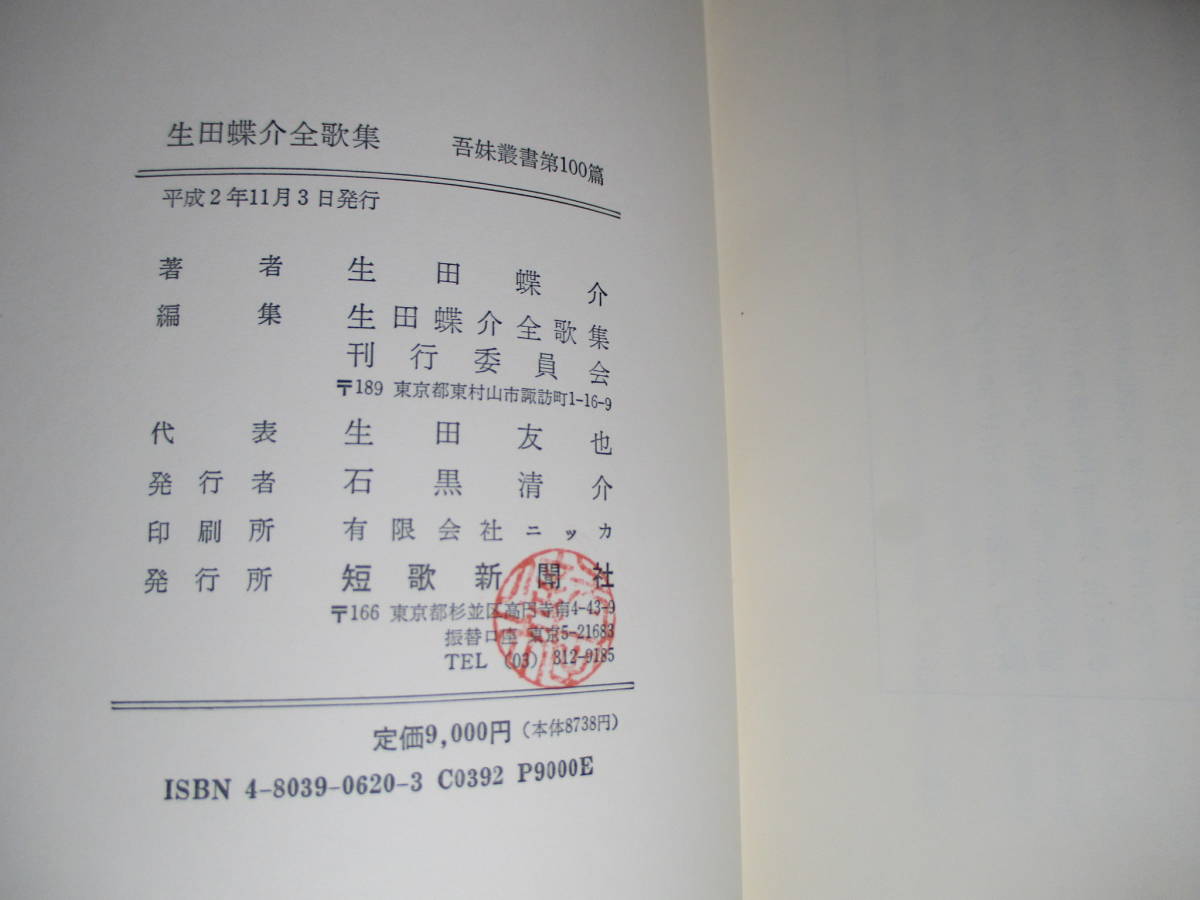 生田蝶介全歌集 吾妹叢書第100篇
平成2年11月3日発行
著者 生田蝶介
編集 生田蝶介全歌集
刊行委員会
〒189 東京都東村山市諏訪町1-16-9
代表 生田友也
発行者 石黒清介
印刷所 有限会社ニッカ
発行所 短歌新聞社
〒166 東京都杉並区高円寺南4-43-9
振替口座 東京5-21683
TEL (03) 312-9185
定価9,000円(本体8738円)
ISBN 4-8039-0620-3 C0392 P9000E